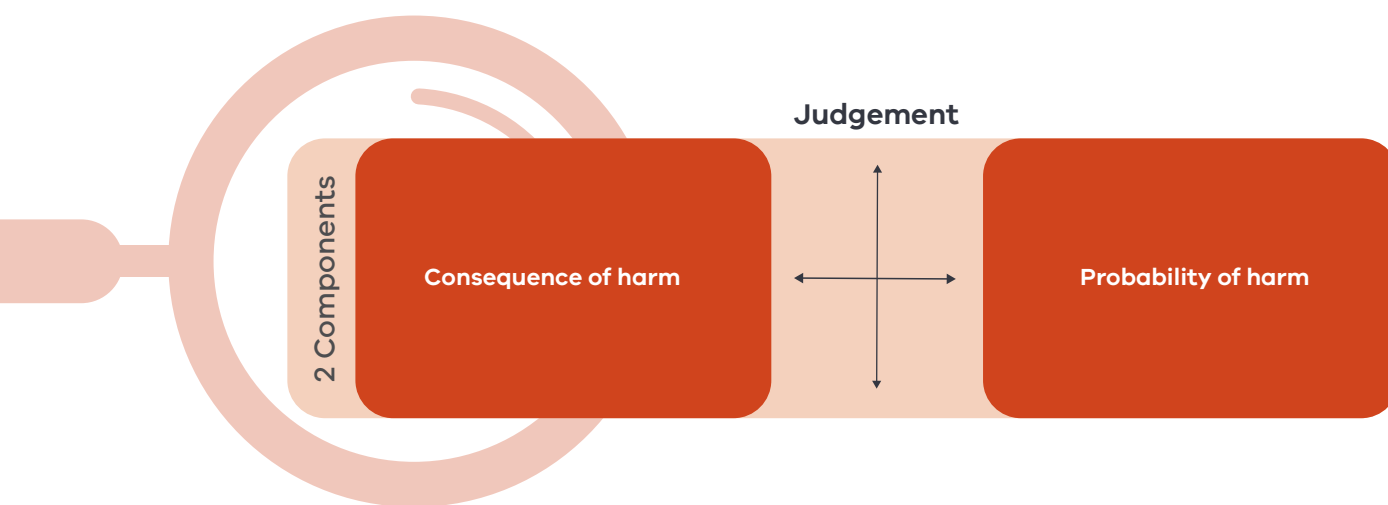 Judgement
2 Components
Consequence of harm
Probability of harm